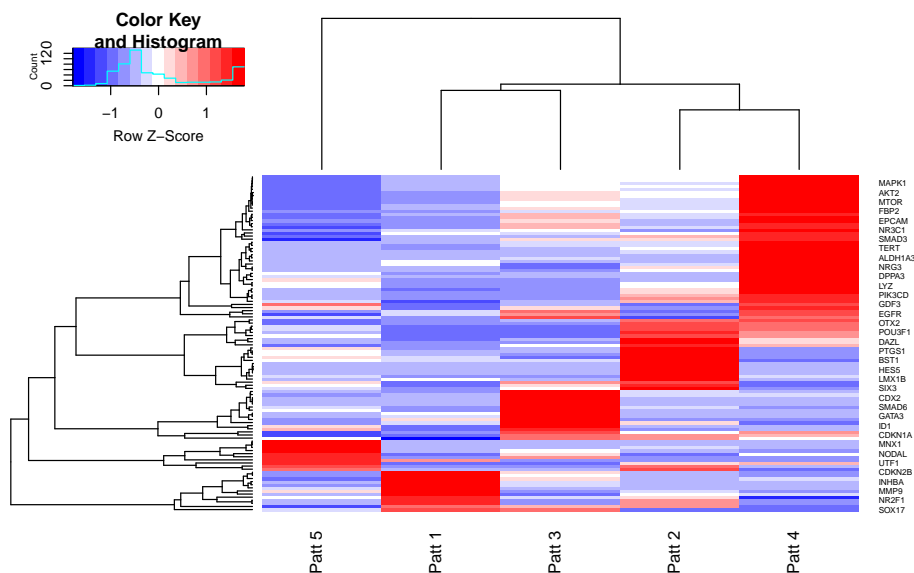 Color Key
and Histogram
Count
0
120
−1
0
1
Row Z−Score
MAPK1
AKT2
MTOR
FBP2
EPCAM
NR3C1
SMAD3
TERT
ALDH1A3
NRG3
DPPA3
LYZ
PIK3CD
GDF3
EGFR
OTX2
POU3F1
DAZL
PTGS1
BST1
HES5
LMX1B
SIX3
CDX2
SMAD6
GATA3
ID1
CDKN1A
MNX1
NODAL
UTF1
CDKN2B
INHBA
MMP9
NR2F1
SOX17
Patt 5
Patt 1
Patt 3
Patt 2
Patt 4